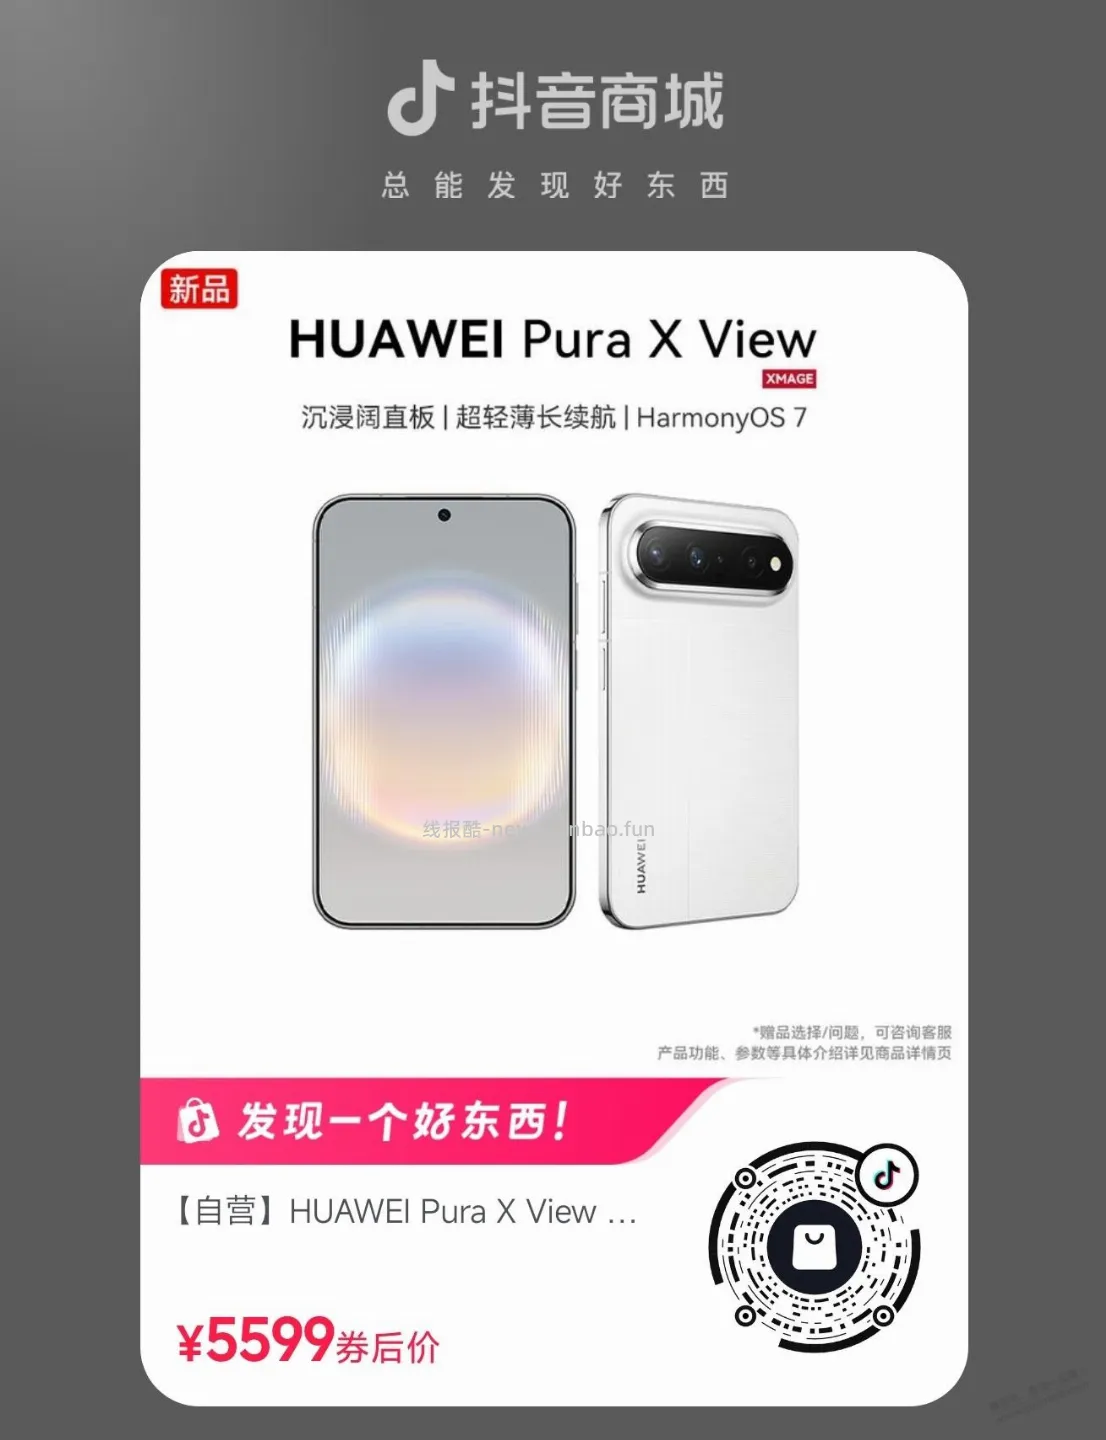 抖音商城
总能发现好东西
新品
HUAWEI Pura X View
XMAGE
沉浸阔直板 | 超轻薄长续航 | HarmonyOS 7
HUAWEI
*赠品选择/问题，可咨询客服
产品功能、参数等具体介绍详见商品详情页
发现一个好东西！
【自营】HUAWEI Pura X View ...
¥5599券后价